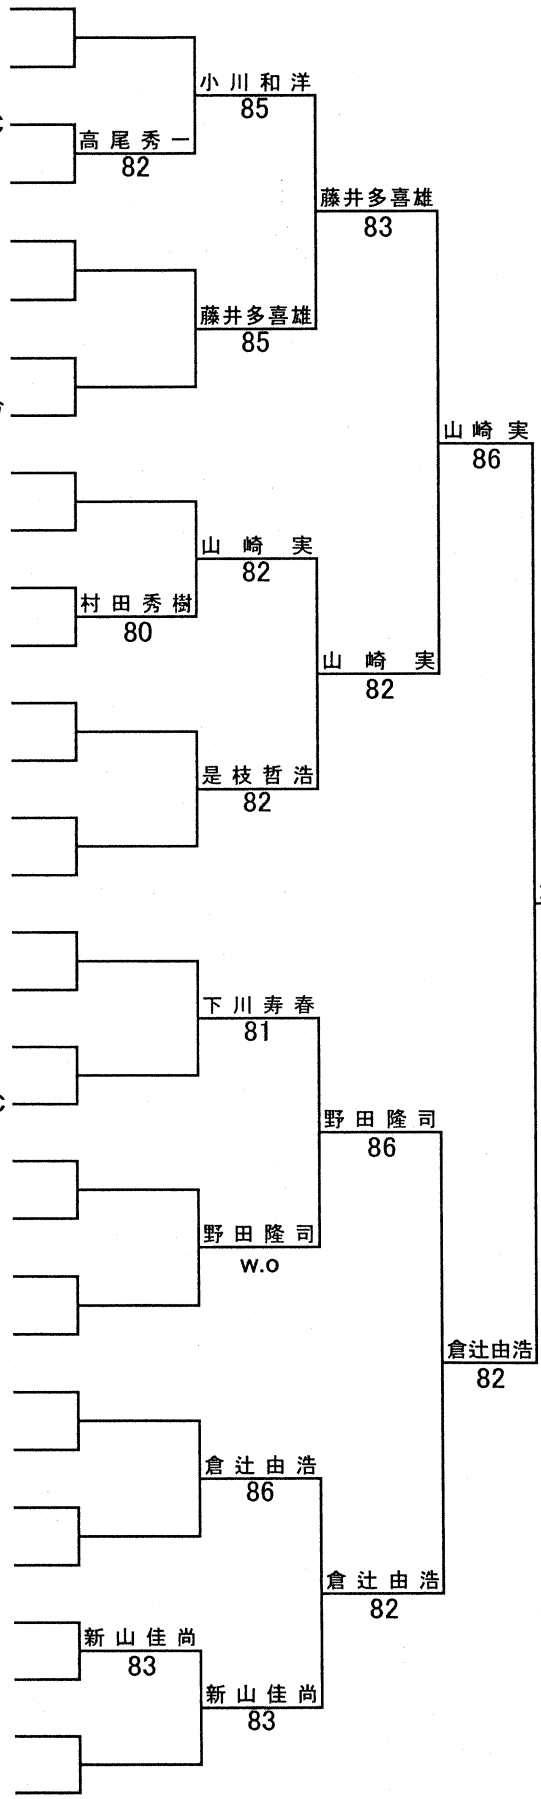 小川和洋
85
高尾秀一
82
藤井多喜雄
83
藤井多喜雄
85
山崎実
86
山崎実
82
村田秀樹
80
山崎実
82
是枝哲浩
82
下川寿春
81
野田隆司
86
野田隆司
w.o
倉辻由浩
82
倉辻由浩
86
倉辻由浩
82
新山佳尚
83
新山佳尚
83